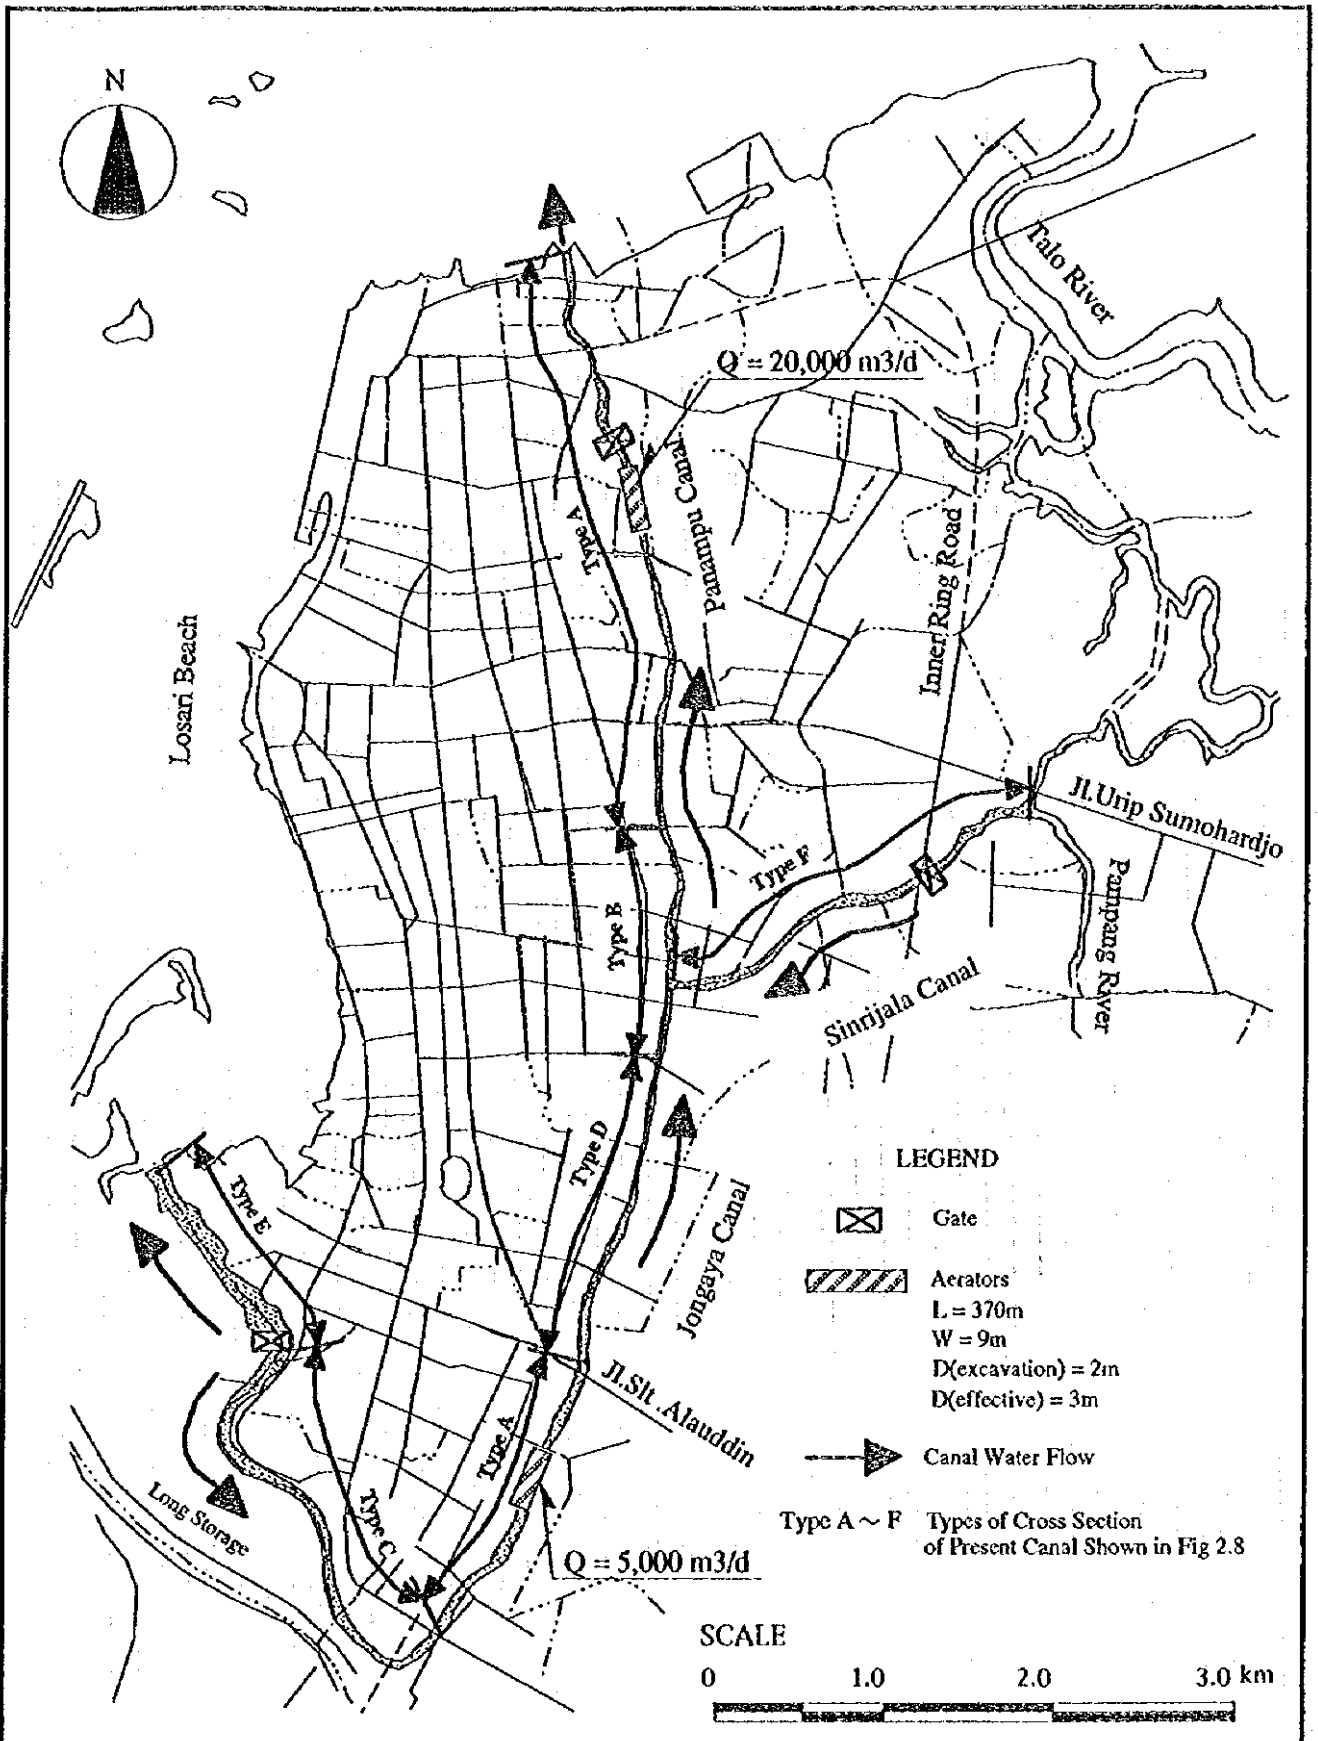 N
Talo River
Q = 20,000 m3/d
Panampu Canal
Type A
Inner Ring Road
Losari Beach
Jl.Urip Sumohardjo
Type F
Pampang River
Type B
Sinrijala Canal
Type D
Type E
Jongaya Canal
Jl.Slt .Alauddin
Type A
Type C
Long Storage
Q = 5,000 m3/d
LEGEND
Gate
Aerators
L = 370m
W = 9m
D(excavation) = 2m
D(effective) = 3m
Canal Water Flow
Type A ~ F Types of Cross Section
of Present Canal Shown in Fig 2.8
SCALE
0 1.0 2.0 3.0 km